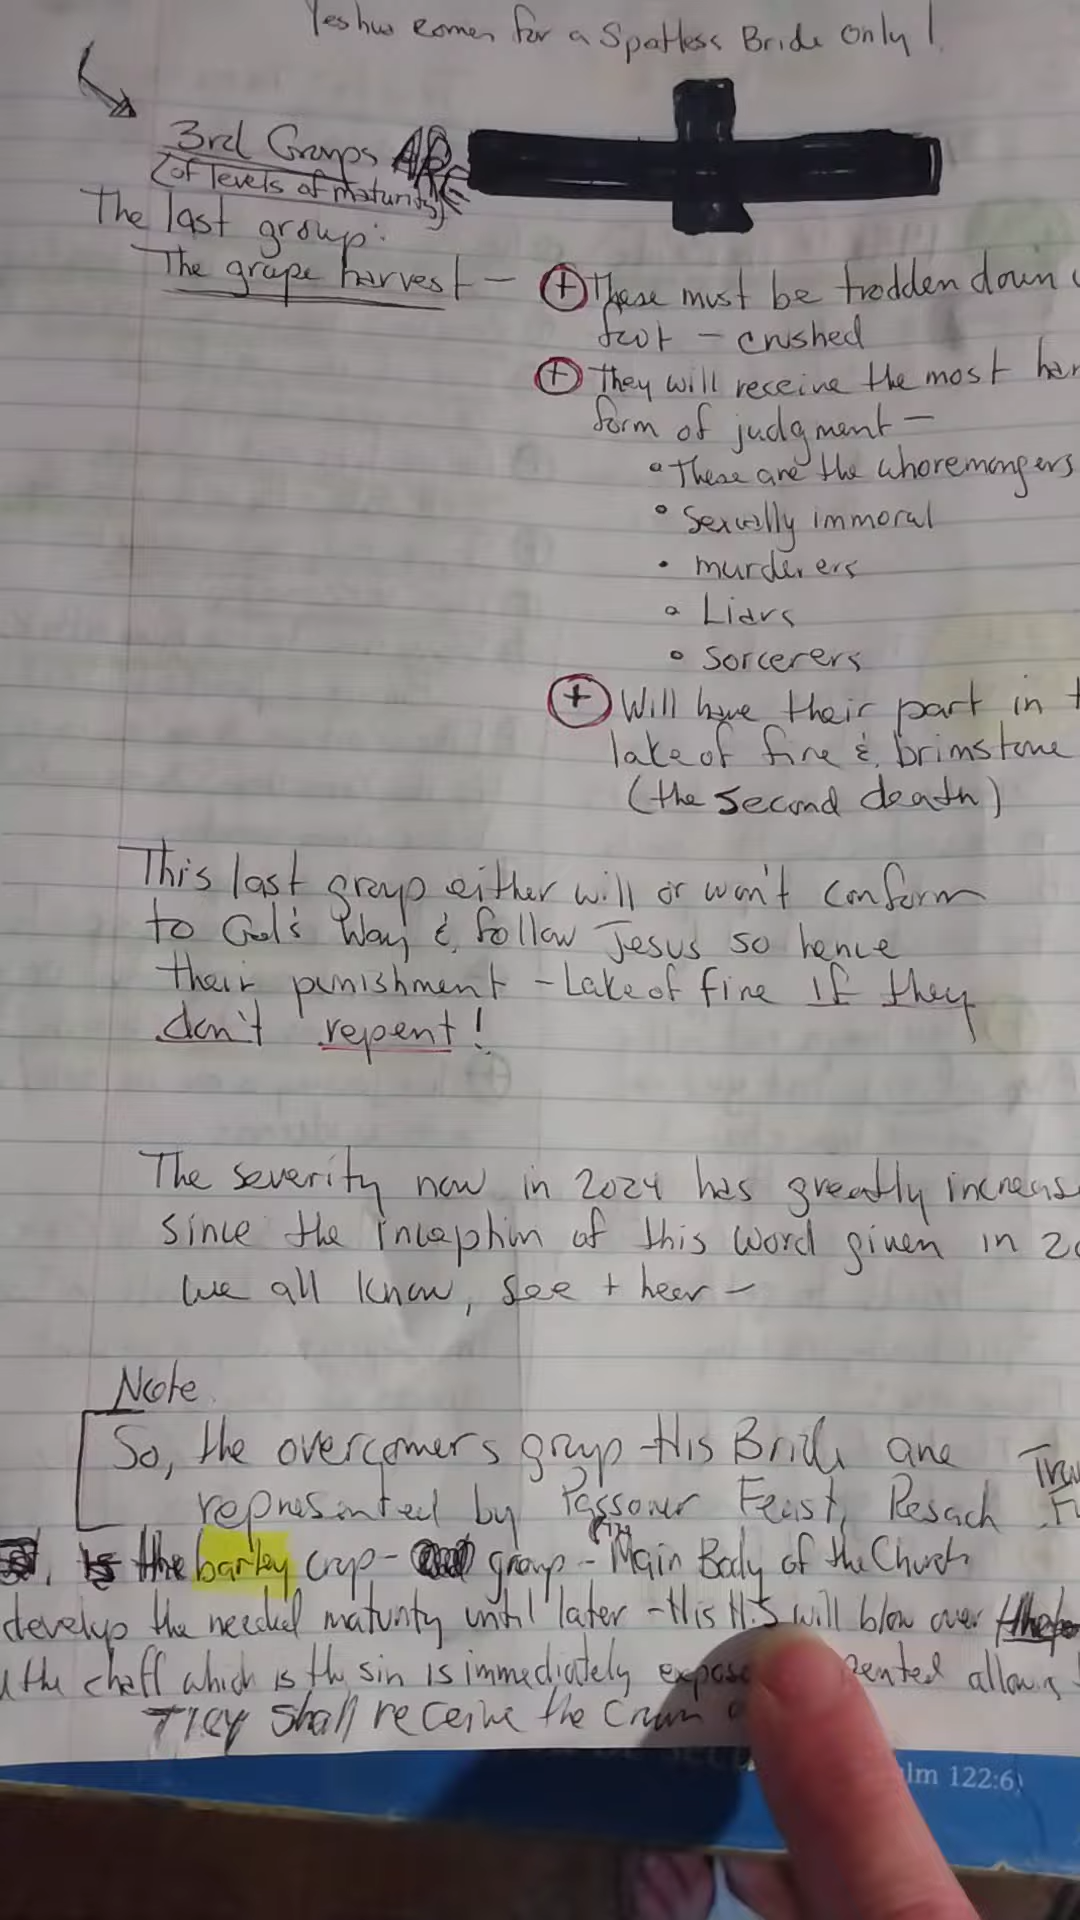 Yeshua comes for a Spotless Bride Only!
3rd Groups ARE
(of levels of maturity)
The last group:
The grape harvest –
⊕ These must be trodden down
foot – crushed
⊕ They will receive the most har
form of judgment –
• These are the whoremongers
• Sexually immoral
• murderers
• Liars
• Sorcerers
⊕ Will have their part in t
lake of fire & brimstone
(the second death)
This last group either will or won't conform
to God's Way & follow Jesus so hence
their punishment – Lake of fire If they
don't repent!
The severity now in 2024 has greatly increas
since the inception of this word given in 20
we all know, see + hear –
Note
So, the overcomers group His Bride are
represented by Passover Feast, Pesach
the barley crop – group – Main Body of the Church
develop the needed maturity until later – His H.S will blow over
the chaff which is the sin is immediately expose allows
They shall receive the Crown
lm 122:6)